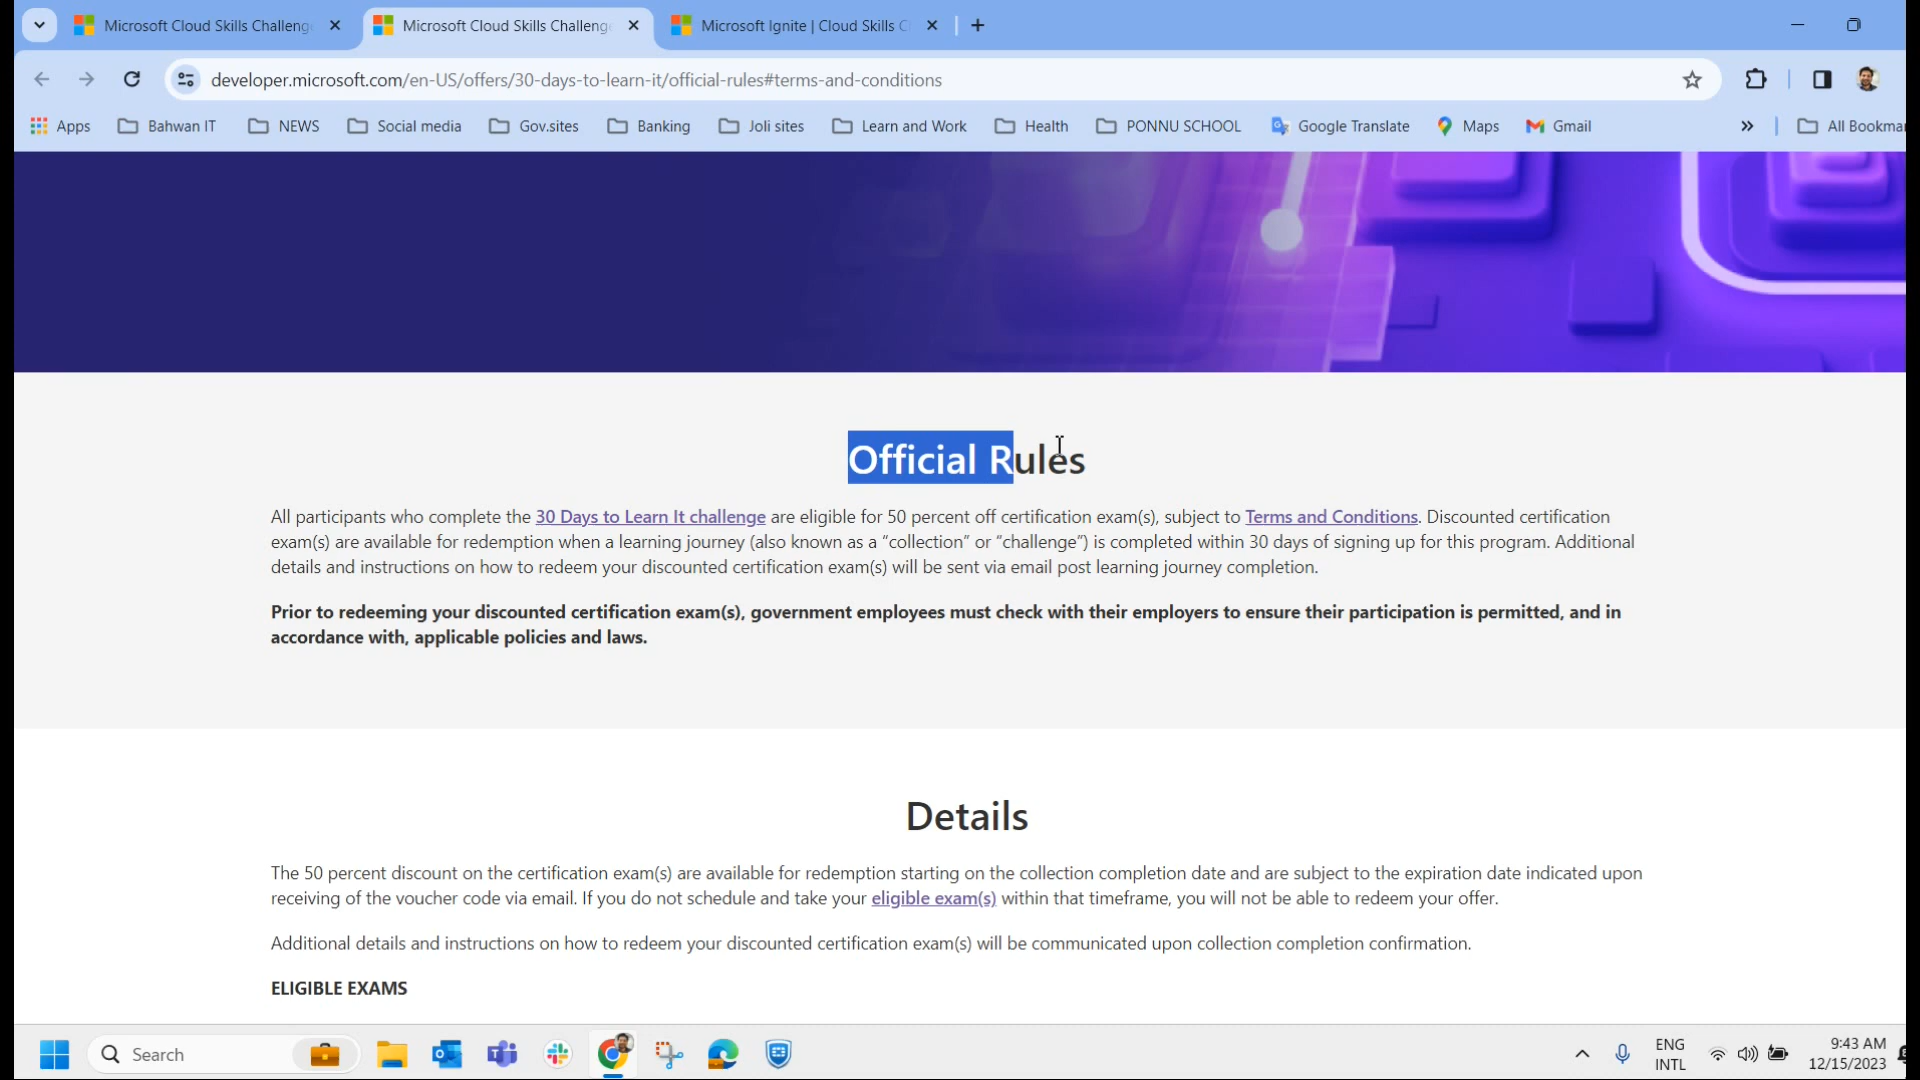 Microsoft Cloud Skills Challeng
Microsoft Cloud Skills Challeng
Microsoft Ignite | Cloud Skills C
developer.microsoft.com/en-US/offers/30-days-to-learn-it/official-rules#terms-and-conditions
Apps
Bahwan IT
NEWS
Social media
Gov.sites
Banking
Joli sites
Learn and Work
Health
PONNU SCHOOL
Google Translate
Maps
Gmail
All Bookmar
Official Rules
All participants who complete the 30 Days to Learn It challenge are eligible for 50 percent off certification exam(s), subject to Terms and Conditions. Discounted certification
exam(s) are available for redemption when a learning journey (also known as a “collection” or “challenge”) is completed within 30 days of signing up for this program. Additional
details and instructions on how to redeem your discounted certification exam(s) will be sent via email post learning journey completion.
Prior to redeeming your discounted certification exam(s), government employees must check with their employers to ensure their participation is permitted, and in
accordance with, applicable policies and laws.
Details
The 50 percent discount on the certification exam(s) are available for redemption starting on the collection completion date and are subject to the expiration date indicated upon
receiving of the voucher code via email. If you do not schedule and take your eligible exam(s) within that timeframe, you will not be able to redeem your offer.
Additional details and instructions on how to redeem your discounted certification exam(s) will be communicated upon collection completion confirmation.
ELIGIBLE EXAMS
Search
ENG
INTL
9:43 AM
12/15/2023